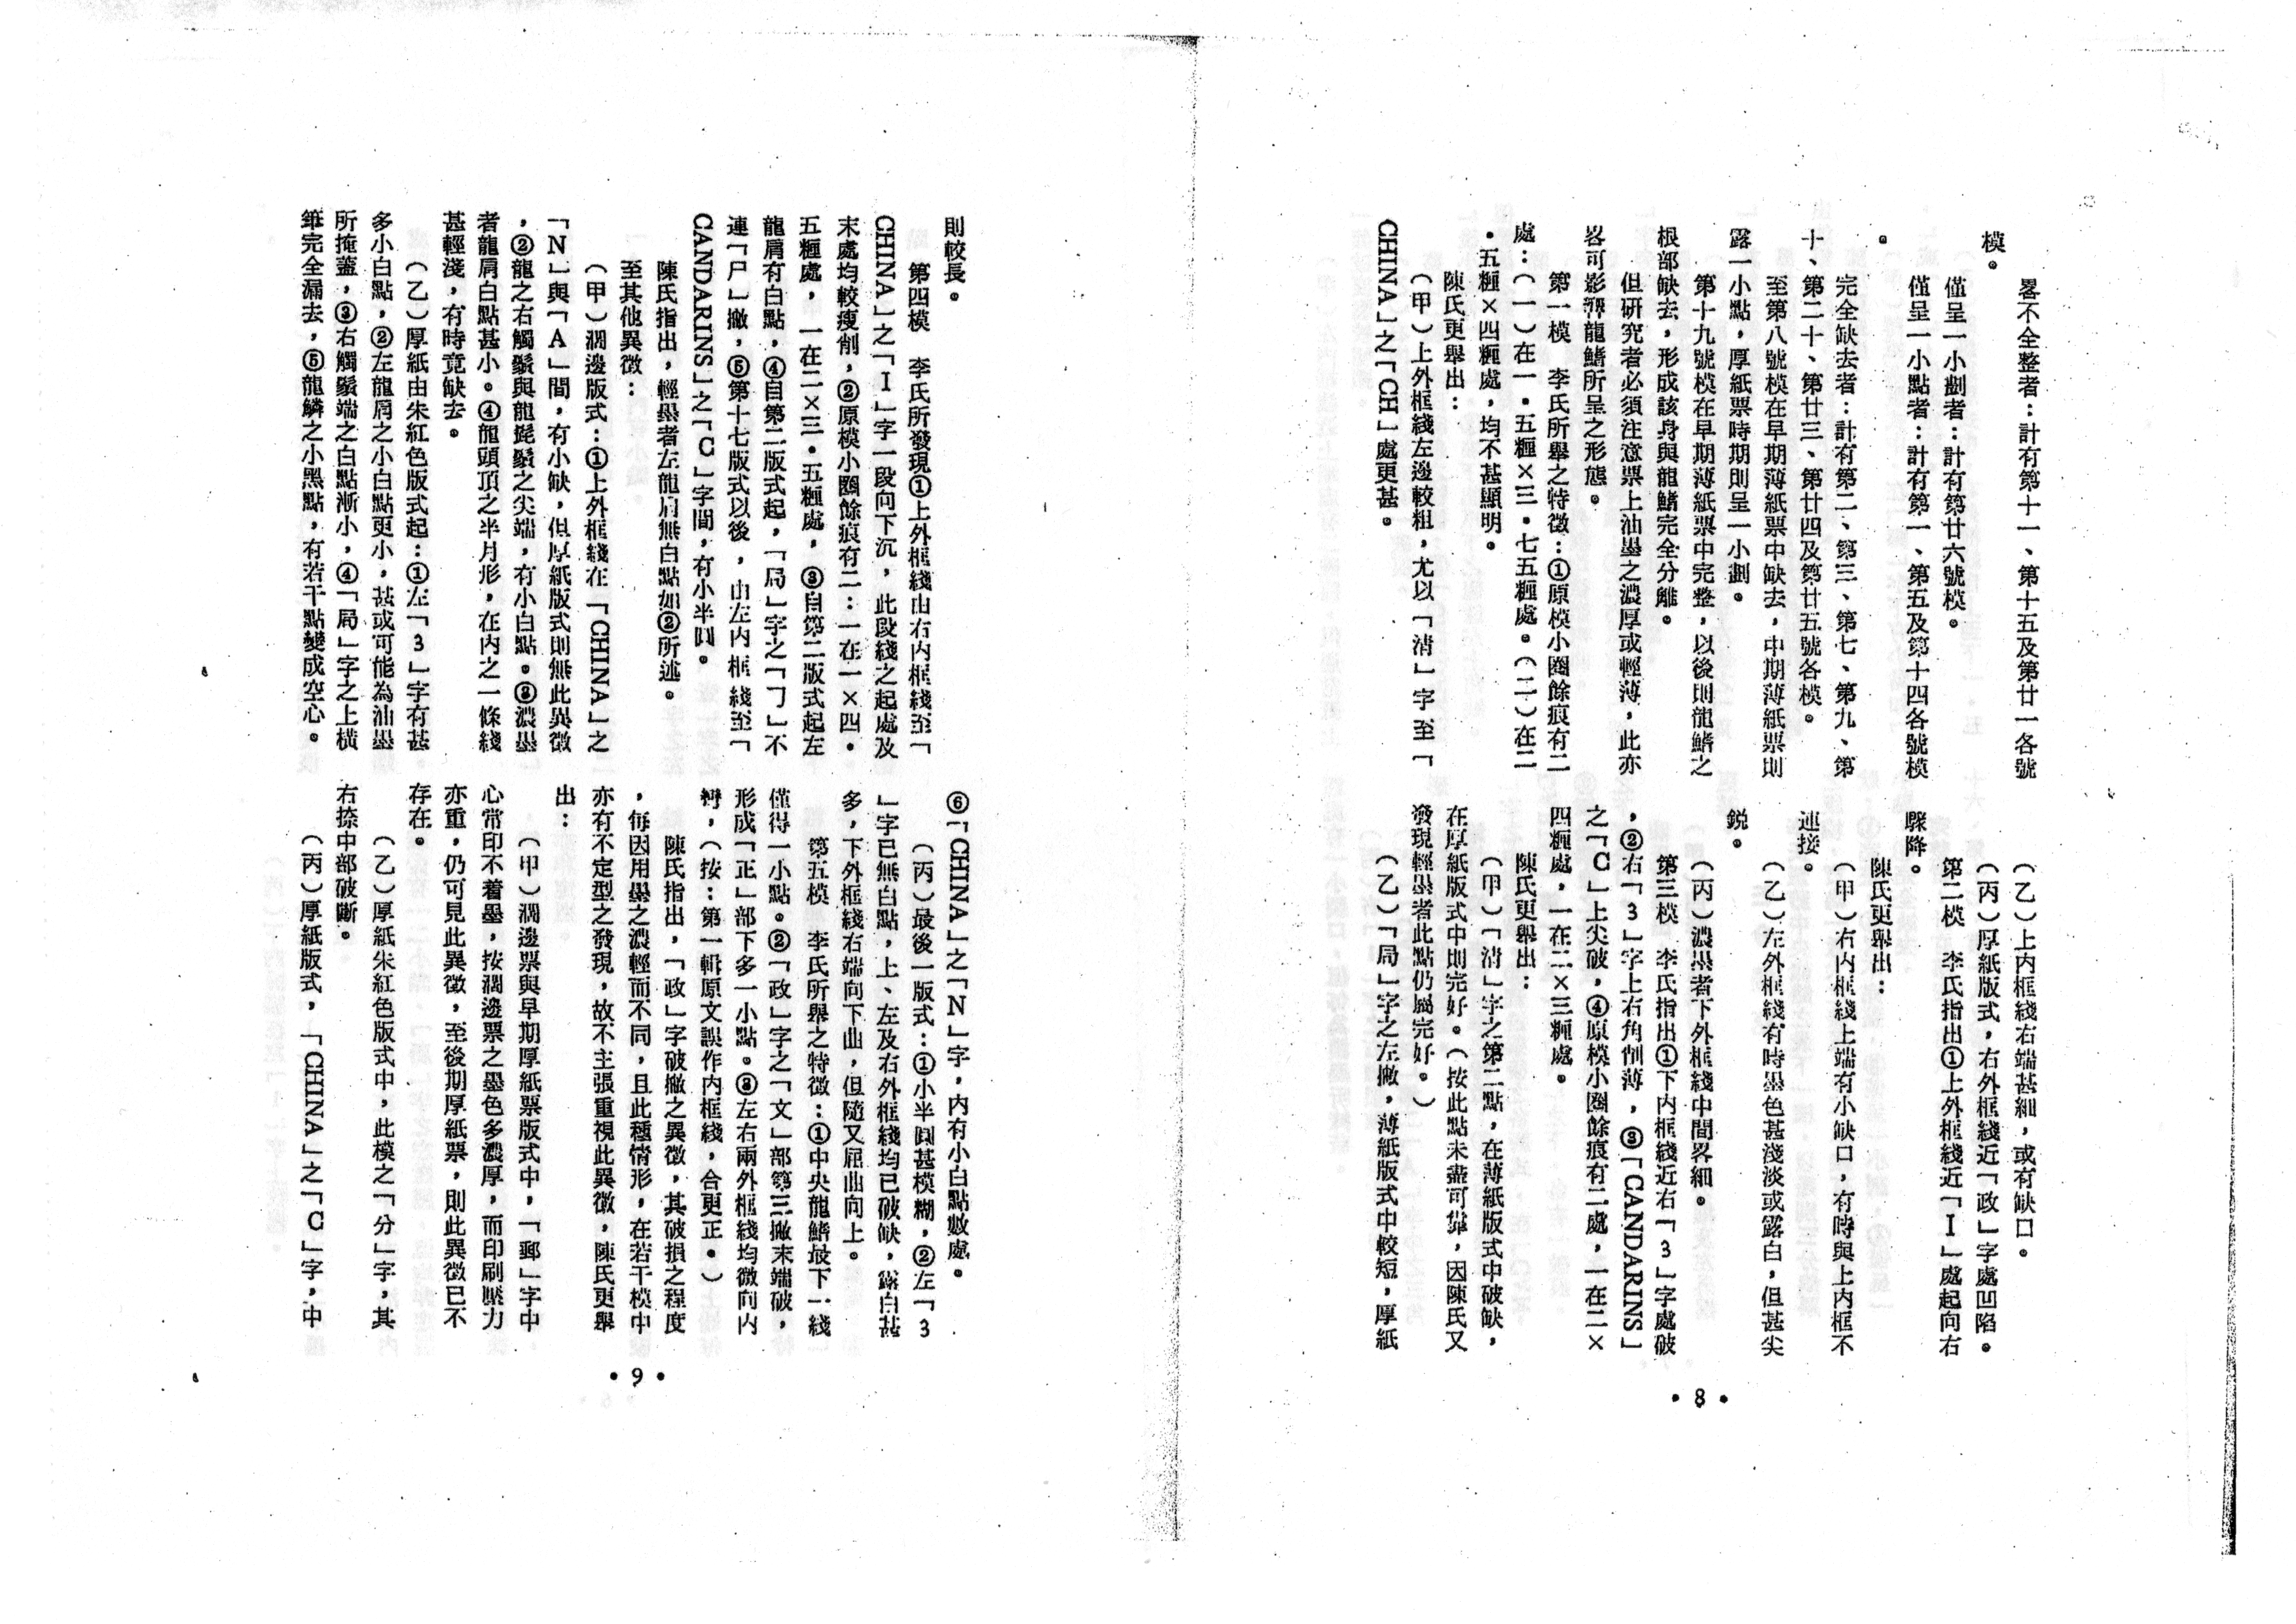 畧不全整者：計有第十一、第十五及第廿一各號
模。
僅呈一小劃者：計有第廿六號模。
僅呈一小點者：計有第一、第五及第十四各號模
。
完全缺去者：計有第二、第三、第七、第九、第
十、第二十、第廿三、第廿四及第廿五號各模。
至第八號模在早期薄紙票中缺去，中期薄紙票則
露一小點，厚紙票時期則呈一小劃。
第十九號模在早期薄紙票中完整，以後則龍鰭之
根部缺去，形成該身與龍鰭完全分離。
但研究者必須注意票上油墨之濃厚或輕薄，此亦
畧可影響龍鰭所呈之形態。
第一模　李氏所舉之特徵：①原模小圈餘痕有二
處：（一）在一．五糎×三．七五糎處。（二）在二
．五糎×四糎處，均不甚顯明。
陳氏更舉出：
（甲）上外框綫左邊較粗，尤以「清」字至「
CHINA」之「CH」處更甚。
（乙）上內框綫右端甚細，或有缺口。
（丙）厚紙版式，右外框綫近「政」字處凹陷。
第二模　李氏指出①上外框綫近「I」處起向右
驟降。
陳氏更舉出：
（甲）右內框綫上端有小缺口，有時與上內框不
連接。
（乙）左外框綫有時墨色甚淺淡或露白，但甚尖
銳。
（丙）濃墨者下外框綫中間畧細。
第三模　李氏指出①下內框綫近右「3」字處破
，②右「3」字上右角削薄，③「CANDARINS」
之「C」上尖破，④原模小圈餘痕有二處，一在二×
四糎處，一在二×三糎處。
陳氏更舉出：
（甲）「清」字之第二點，在薄紙版式中破缺，
在厚紙版式中則完好。（按此點未盡可靠，因陳氏又
發現輕墨者此點仍屬完好。）
（乙）「局」字之左撇，薄紙版式中較短，厚紙
•8•
則較長。
第四模　李氏所發現①上外框綫由右內框綫至「
CHINA」之「I」字一段向下沉，此段綫之起處及
末處均較瘦削，②原模小圈餘痕有二：一在一×四．
五糎處，一在二×三．五糎處，③自第二版式起左
龍肩有白點，④自第二版式起，「局」字之「㇆」不
連「尸」撇，⑤第十七版式以後，由左內框綫至「
CANDARINS」之「C」字間，有小半圓。
陳氏指出，輕墨者左龍肩無白點如②所述。
至其他異徵：
（甲）濶邊版式：①上外框綫在「CHINA」之
「N」與「A」間，有小缺，但厚紙版式則無此異徵
，②龍之右觸鬚與龍髭鬚之尖端，有小白點。③濃墨
者龍肩白點甚小。④龍頭頂之半月形，在內之一條綫
甚輕淺，有時竟缺去。
（乙）厚紙由朱紅色版式起：①左「3」字有甚
多小白點，②左龍肩之小白點更小，甚或可能為油墨
所掩蓋，③右觸鬚端之白點漸小，④「局」字之上橫
筆完全漏去，⑤龍鱗之小黑點，有若干點變成空心。
⑥「CHINA」之「N」字，內有小白點數處。
（丙）最後一版式：①小半圓甚模糊，②左「3
」字已無白點，上、左及右外框綫均已破缺，露白甚
多，下外框綫右端向下曲，但隨又屈曲向上。
第五模　李氏所舉之特徵：①中央龍鰭最下一綫
僅得一小點。②「政」字之「文」部第三撇末端破，
形成「正」部下多一小點。③左右兩外框綫均微向內
彎，（按：第一輯原文誤作內框綫，合更正。）
陳氏指出，「政」字破撇之異徵，其破損之程度
，每因用墨之濃輕而不同，且此種情形，在若干模中
亦有不定型之發現，故不主張重視此異徵，陳氏更舉
出：
（甲）濶邊票與早期厚紙票版式中，「郵」字中
心常印不着墨，按濶邊票之墨色多濃厚，而印刷壓力
亦重，仍可見此異徵，至後期厚紙票，則此異徵已不
存在。
（乙）厚紙朱紅色版式中，此模之「分」字，其
右捺中部破斷。
（丙）厚紙版式，「CHINA」之「C」字，中
•9•